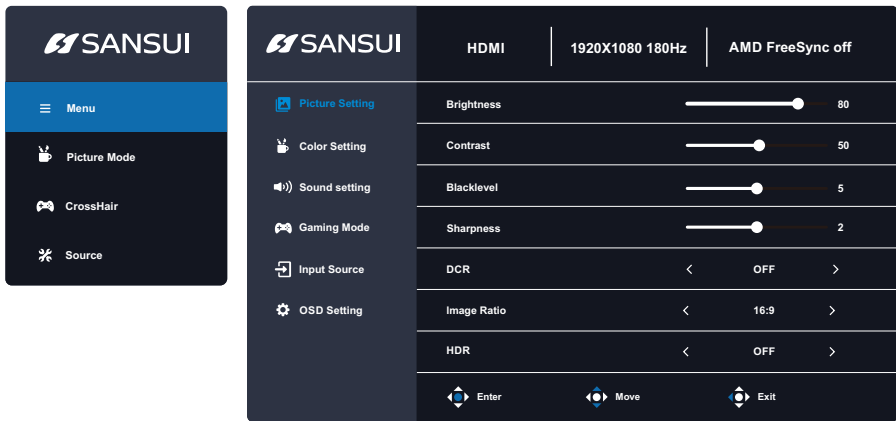 SANSUI
Menu
Picture Mode
CrossHair
Source
SANSUI
HDMI 1920X1080 180Hz AMD FreeSync off
Picture Setting
Color Setting
Sound setting
Gaming Mode
Input Source
OSD Setting
Brightness 80
Contrast 50
Blacklevel 5
Sharpness 2
DCR OFF
Image Ratio 16:9
HDR OFF
Enter Move Exit